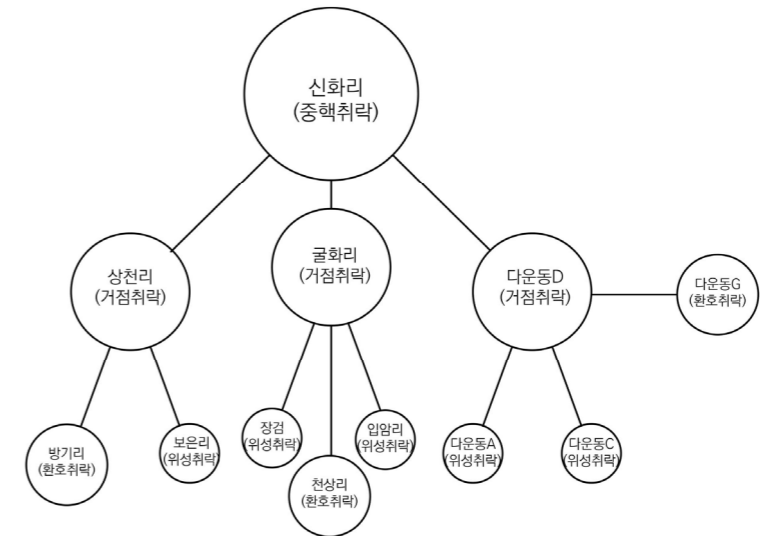 신화리
(중핵취락)
상천리
(거점취락)
굴화리
(거점취락)
다운동D
(거점취락)
다운동G
(환호취락)
방기리
(환호취락)
보은리
(위성취락)
장검
(위성취락)
천상리
(환호취락)
입암리
(위성취락)
다운동A
(위성취락)
다운동C
(위성취락)